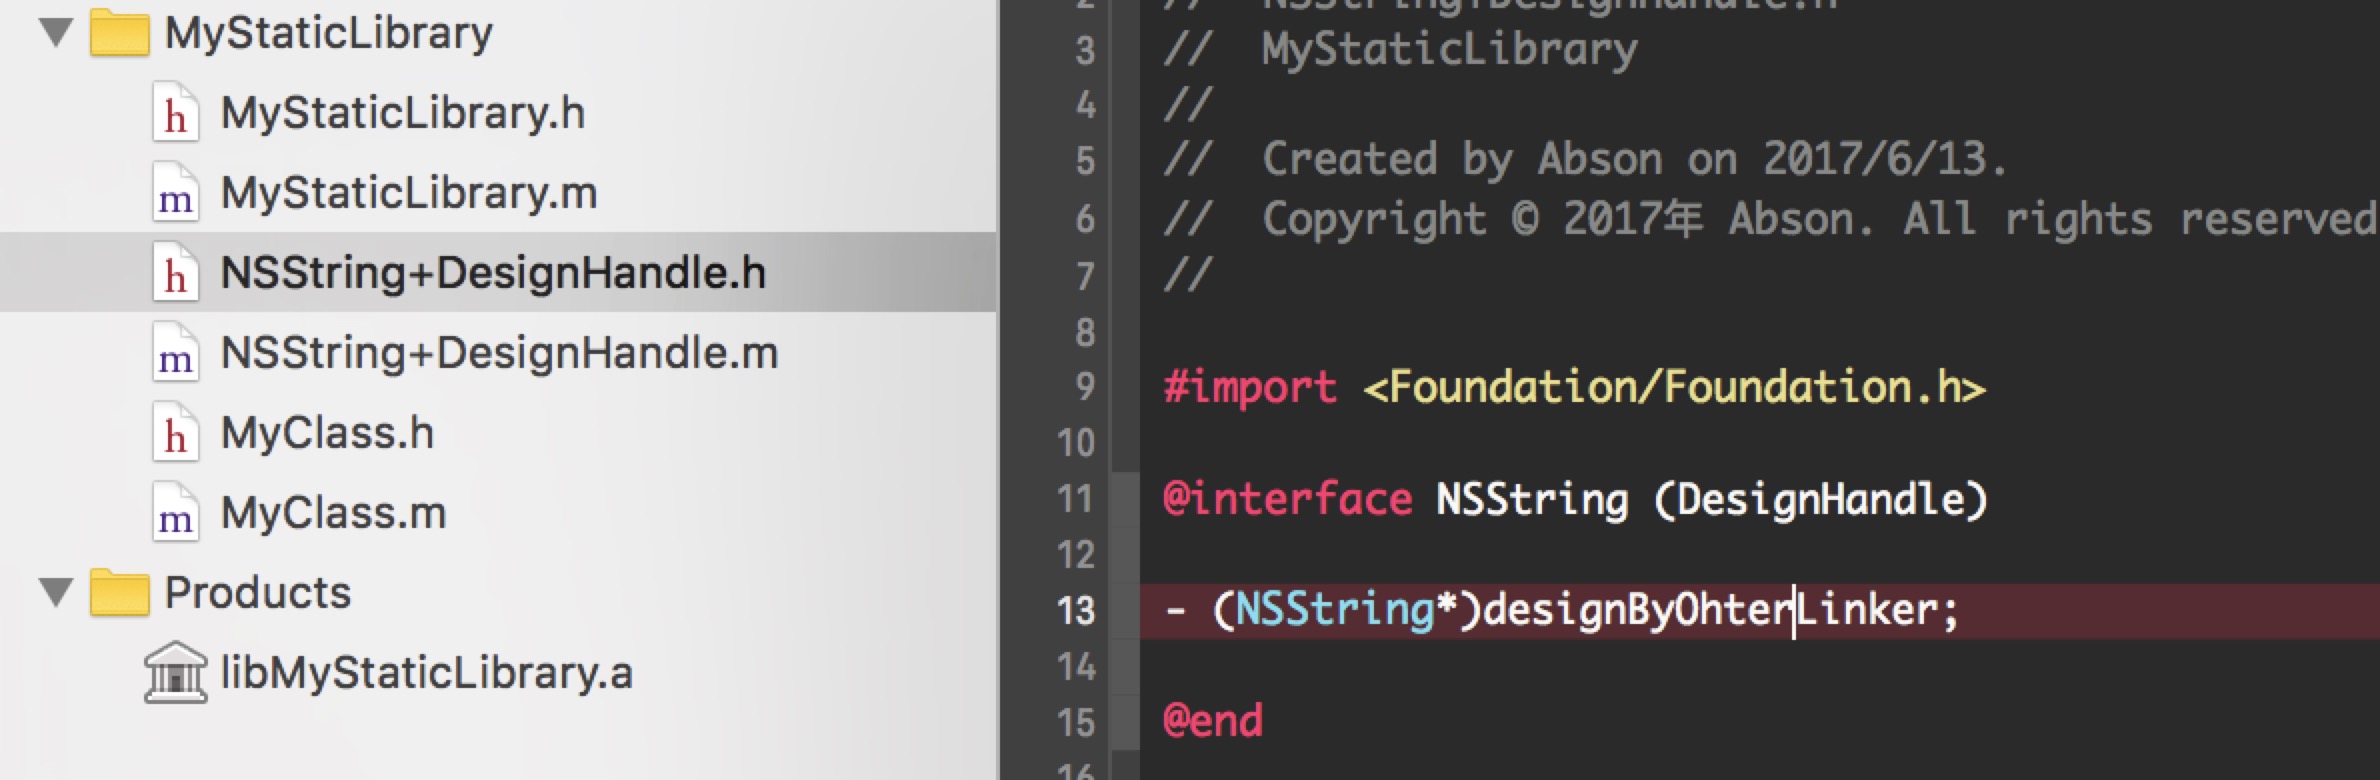 MyStaticLibrary
h MyStaticLibrary.h
m MyStaticLibrary.m
h NSString+DesignHandle.h
m NSString+DesignHandle.m
h MyClass.h
m MyClass.m
Products
libMyStaticLibrary.a
2 // NSString+DesignHandle.h
3 // MyStaticLibrary
4 //
5 // Created by Abson on 2017/6/13.
6 // Copyright © 2017年 Abson. All rights reserved
7 //
8
9 #import <Foundation/Foundation.h>
10
11 @interface NSString (DesignHandle)
12
13 - (NSString*)designByOhterLinker;
14
15 @end
16